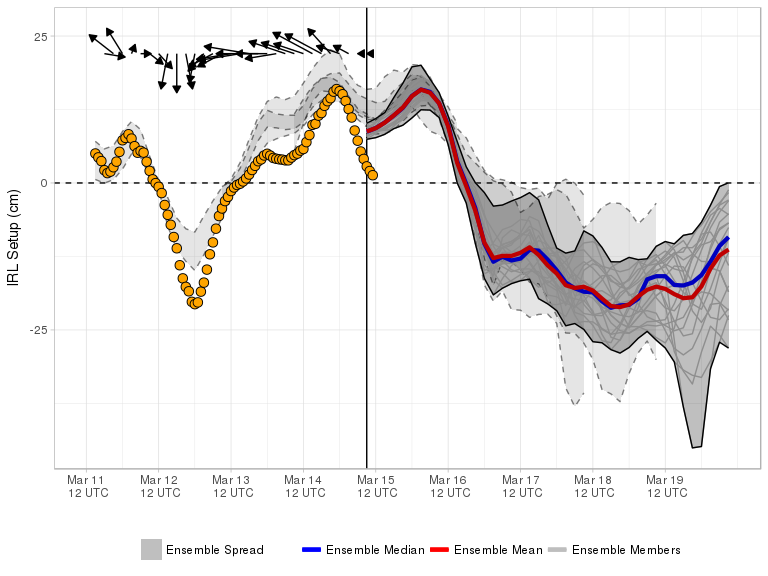 IRL Setup (cm)
25
0
-25
Mar 11 Mar 12 Mar 13 Mar 14 Mar 15 Mar 16 Mar 17 Mar 18 Mar 19
12 UTC 12 UTC 12 UTC 12 UTC 12 UTC 12 UTC 12 UTC 12 UTC 12 UTC
Ensemble Spread Ensemble Median Ensemble Mean Ensemble Members